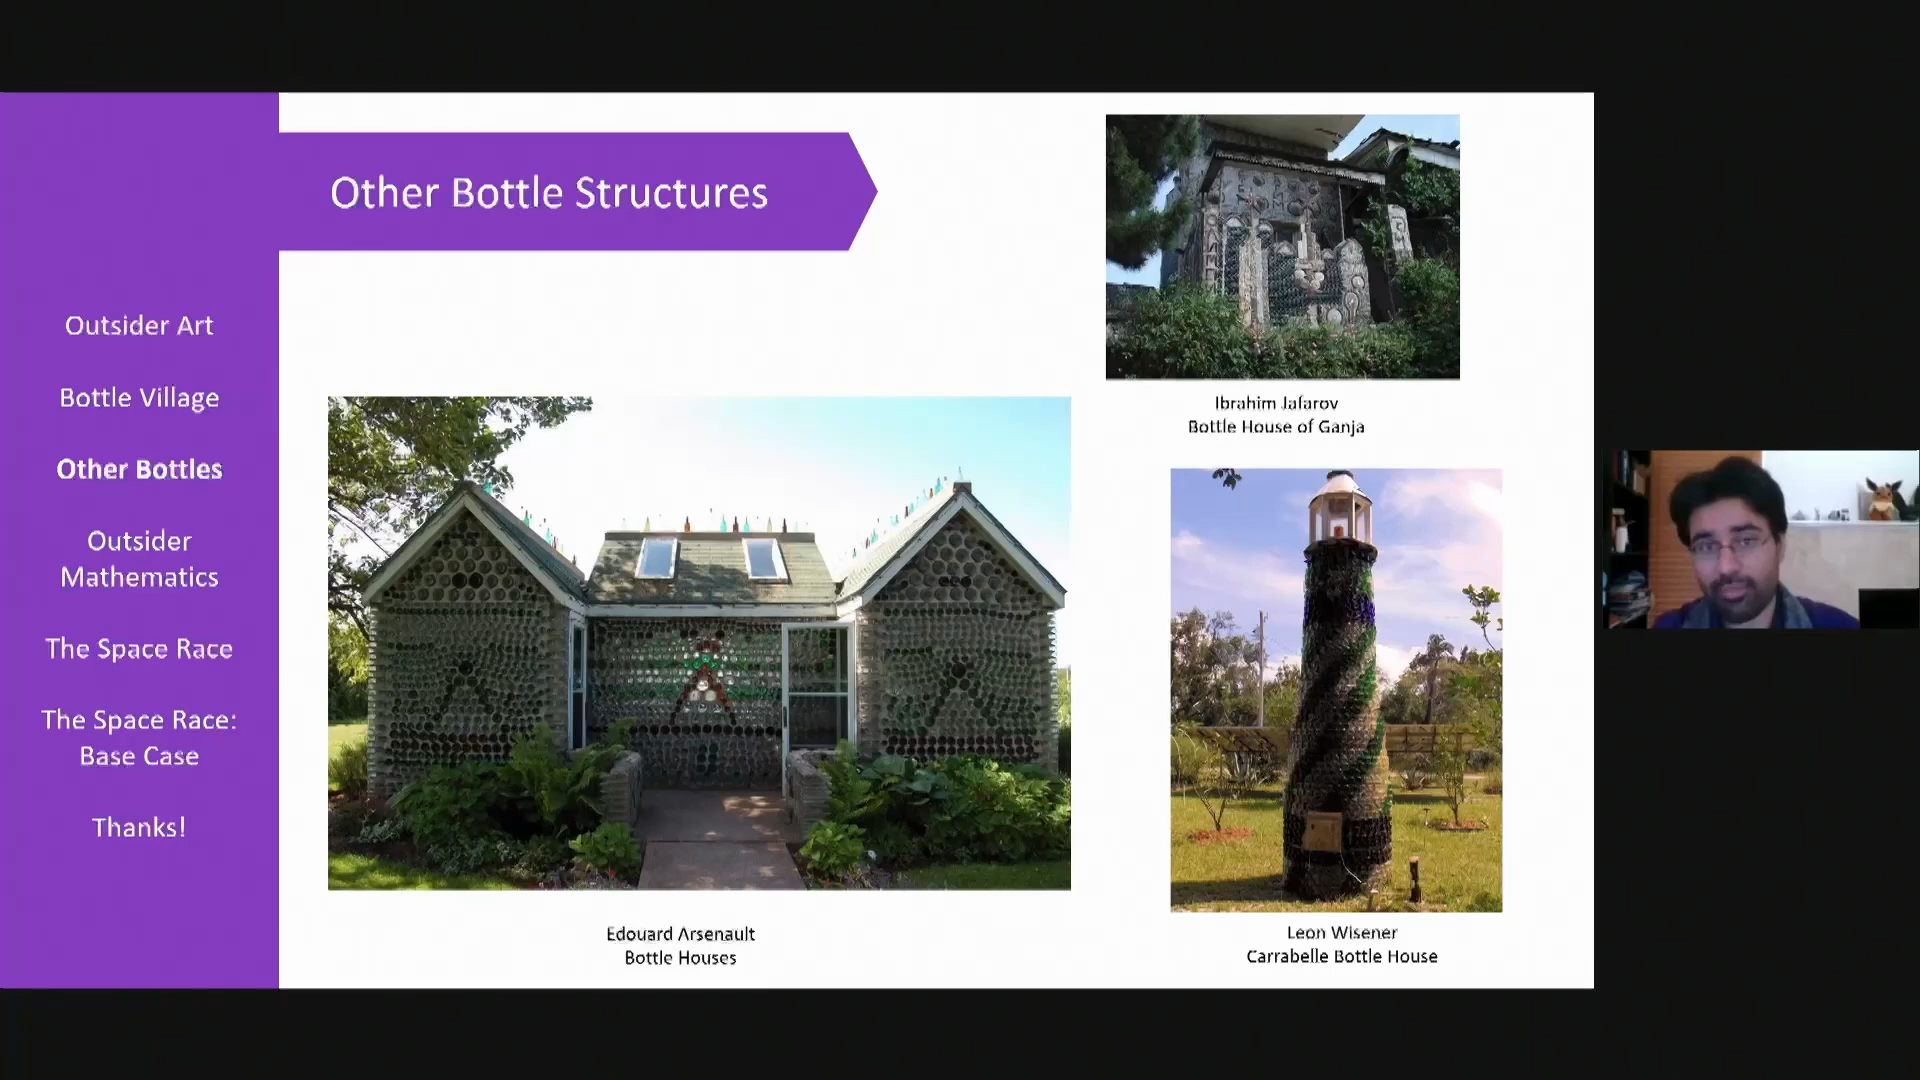 Other Bottle Structures
Outsider Art
Bottle Village
Other Bottles
Outsider
Mathematics
The Space Race
The Space Race:
Base Case
Thanks!
Ibrahim Jafarov
Bottle House of Ganja
Edouard Arsenault
Bottle Houses
Leon Wisener
Carrabelle Bottle House